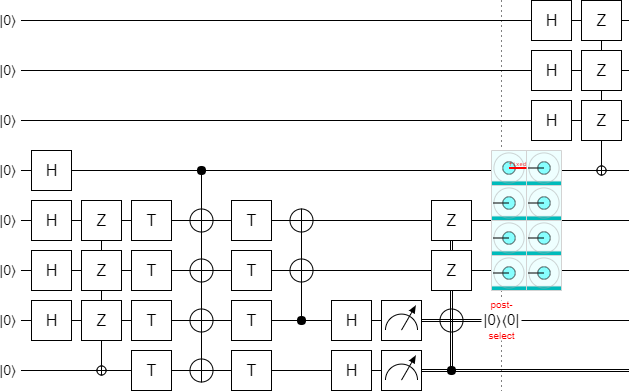 |0⟩ H Z
|0⟩ H Z
|0⟩ H Z
|0⟩ H
|0⟩ H Z T T Z
|0⟩ H Z T T Z
|0⟩ H Z T T H |0⟩⟨0|
post-
select
|0⟩ T T H